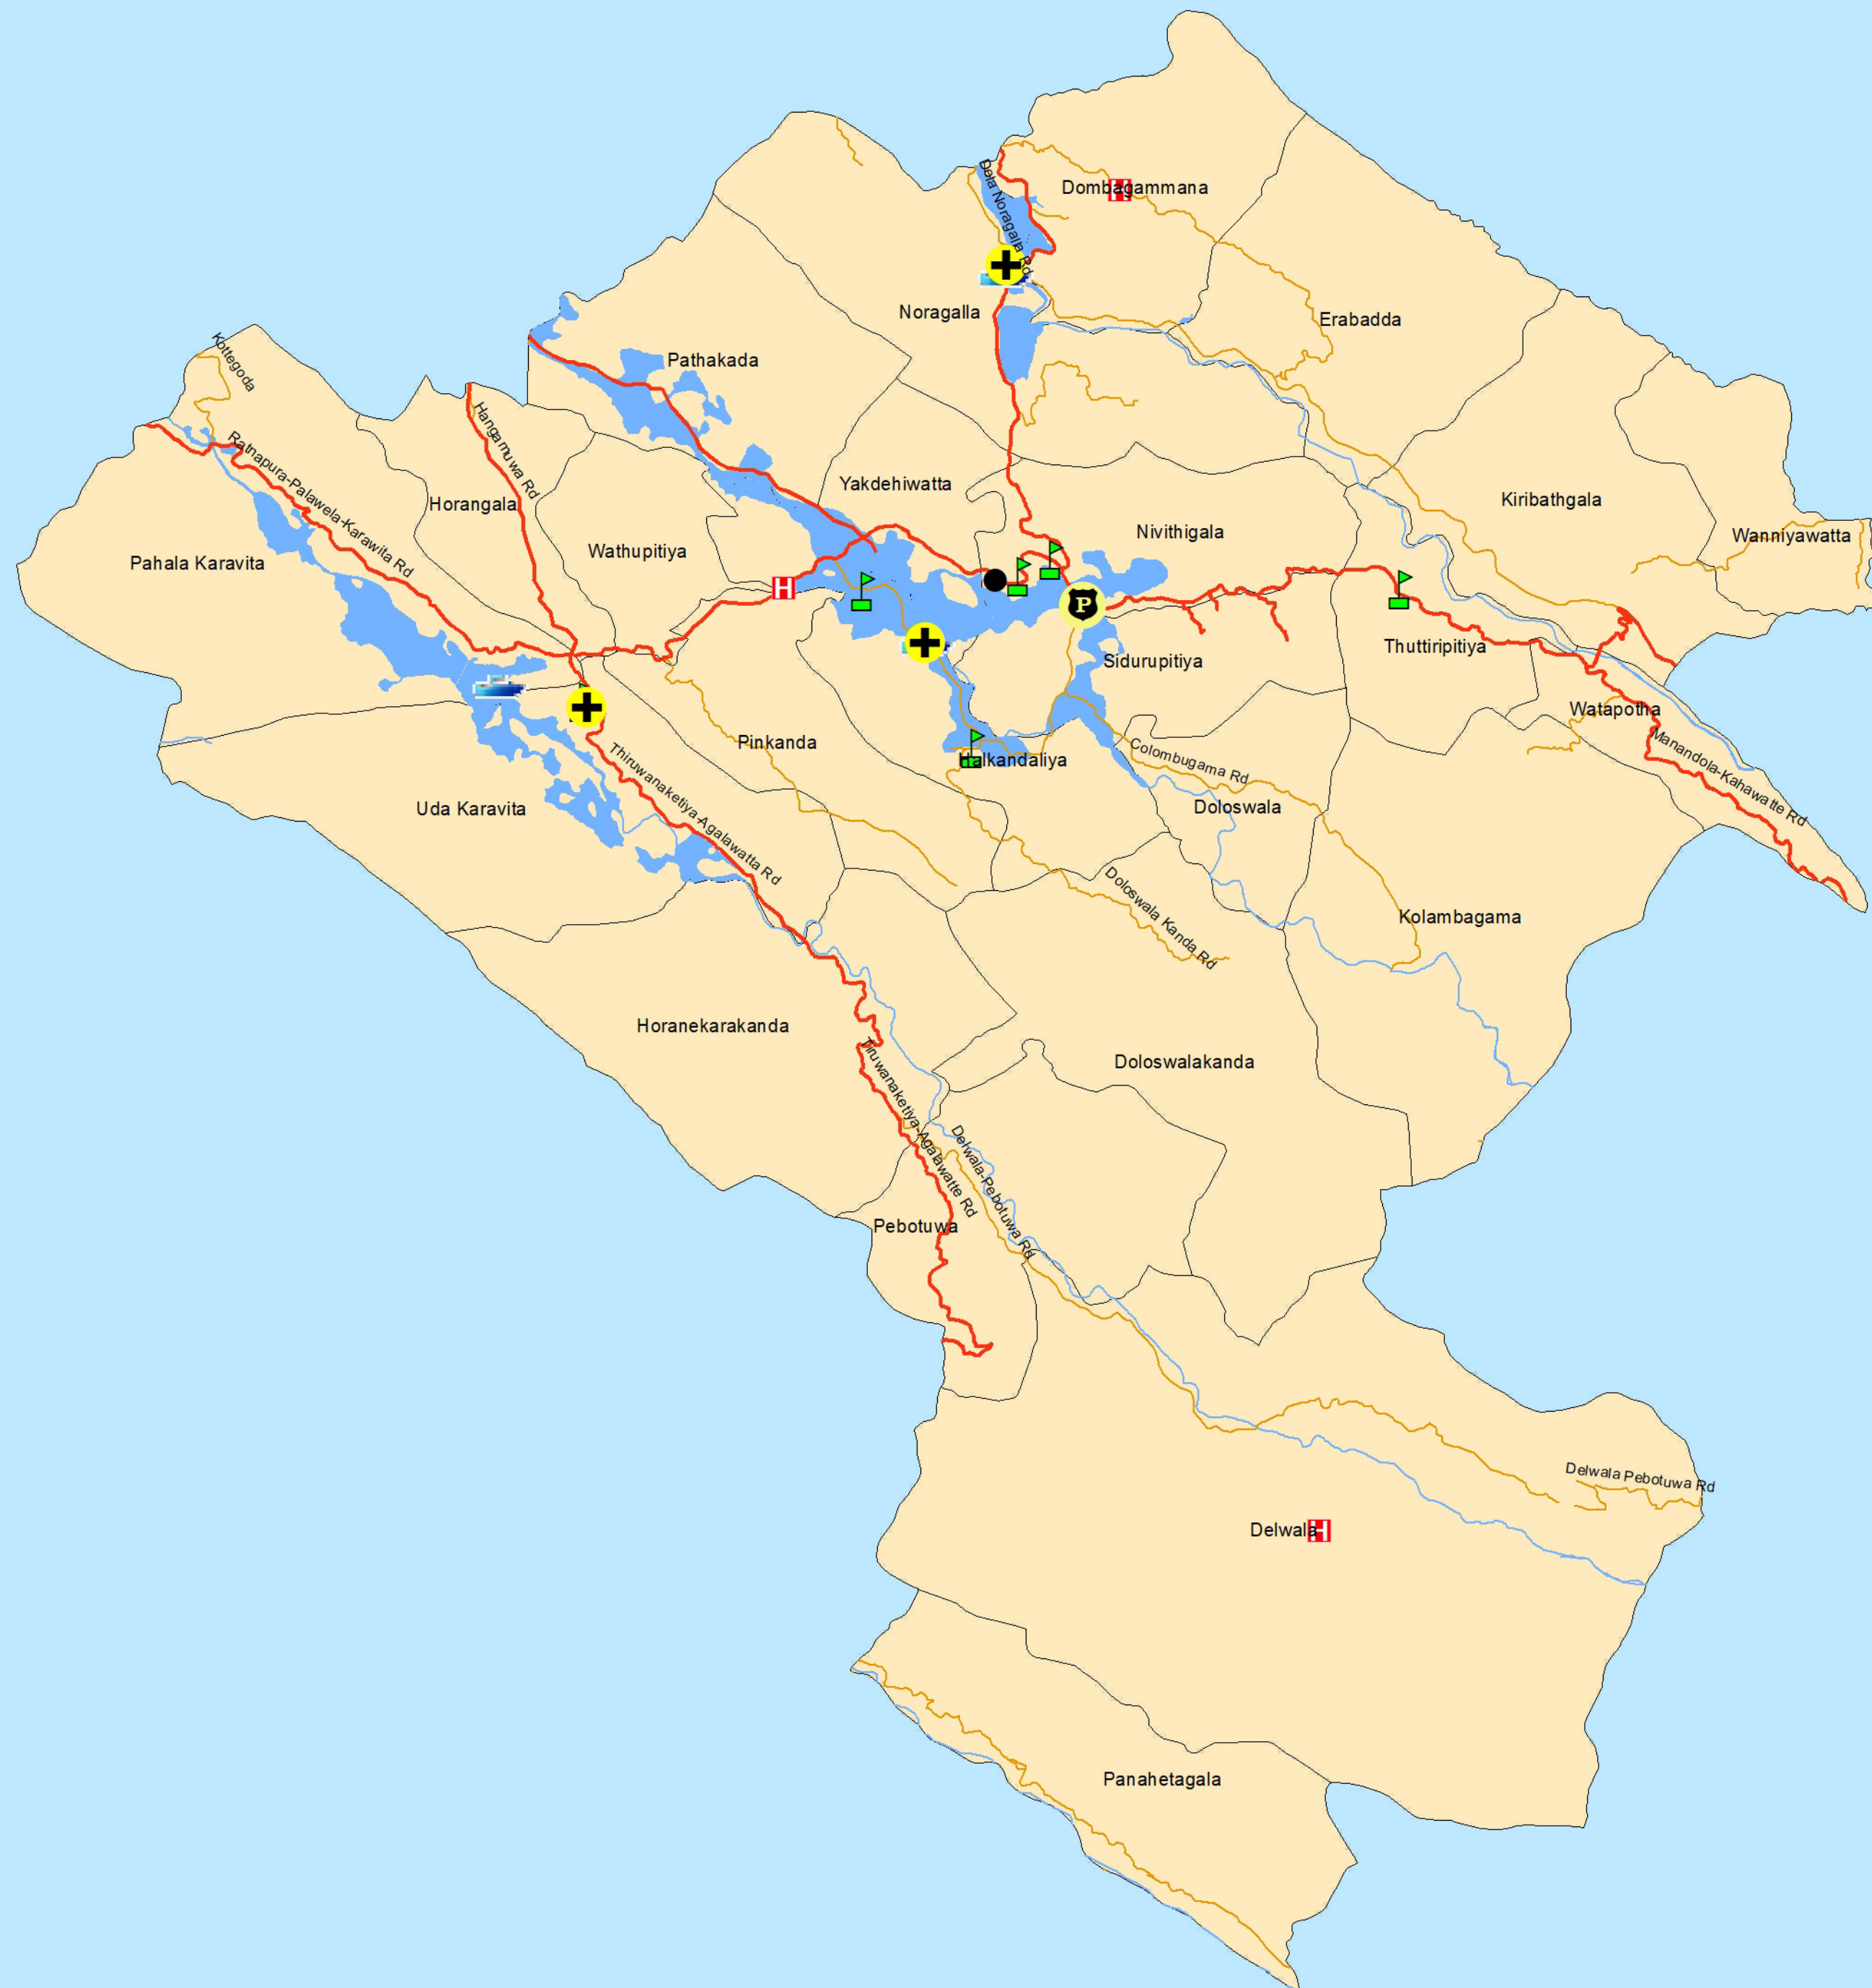 Dombagammana
H
Dela Noragalla Rd
Noragalla
Erabadda
Kottegoda
Pathakada
Hangamuwa Rd
Ratnapura-Palawela-Karawita Rd
Horangala
Yakdehiwatta
Kiribathgala
Nivithigala
Wanniyawatta
Wathupitiya
Pahala Karavita
H
P
Thuttiripitiya
Sidurupitiya
Watapotha
Pinkanda
Halkandaliya
Colombugama Rd
Manandola-Kahawatte Rd
Thiruwanaketiya-Agalawatta Rd
Uda Karavita
Doloswala
Doloswala Kanda Rd
Kolambagama
Horanekarakanda
Doloswalakanda
Tiruwanaketiya-Agalawatte Rd
Delwala-Pebotuwa Rd
Pebotuwa
Delwala Pebotuwa Rd
Delwala
H
Panahetagala